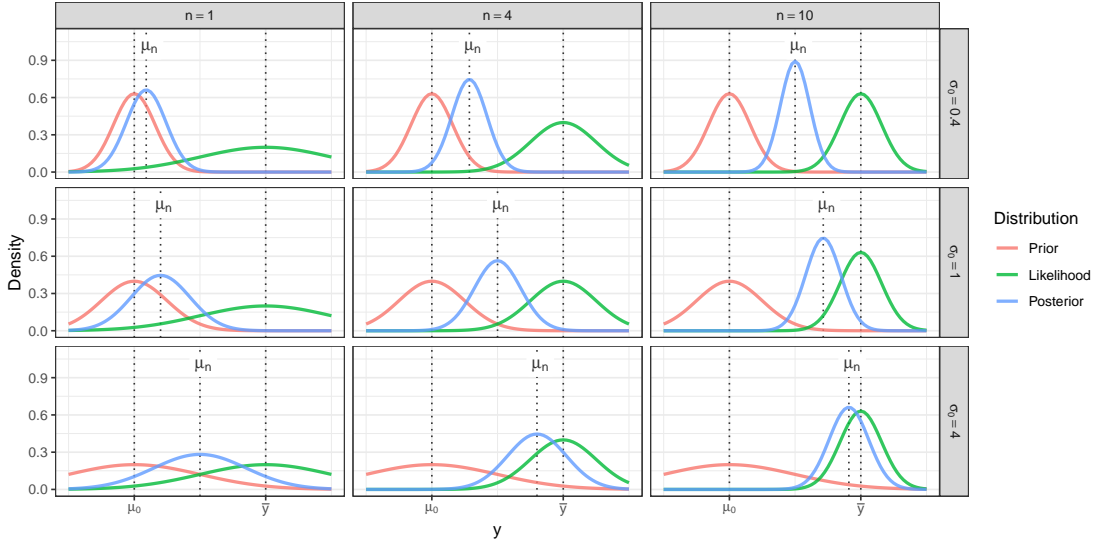 n = 1
n = 4
n = 10
μn
μn
μn
0.9
0.6
0.3
0.0
σ0 = 0.4
μn
μn
μn
0.9
0.6
0.3
0.0
σ0 = 1
μn
μn
μn
0.9
0.6
0.3
0.0
σ0 = 4
μ0
y̅
μ0
y̅
μ0
y̅
y
Density
Distribution
Prior
Likelihood
Posterior